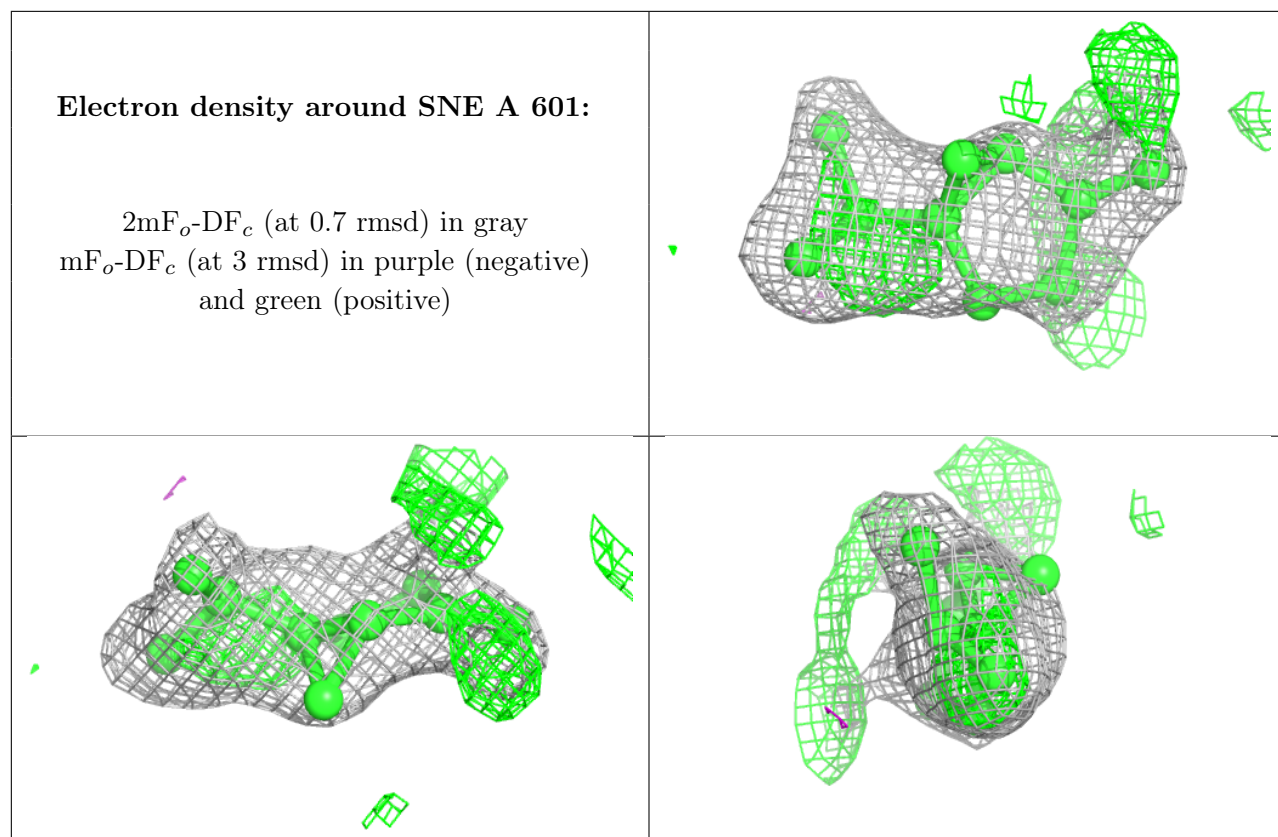 Electron density around SNE A 601:
2mFo-DFc (at 0.7 rmsd) in gray
mFo-DFc (at 3 rmsd) in purple (negative)
and green (positive)